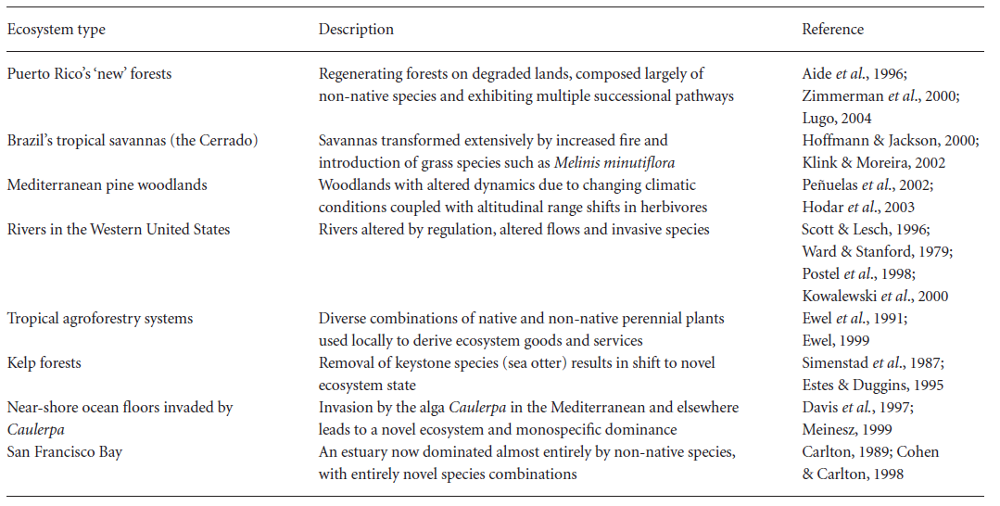 Ecosystem type Description Reference
Puerto Rico’s ‘new’ forests Regenerating forests on degraded lands, composed largely of Aide et al., 1996;
non-native species and exhibiting multiple successional pathways Zimmerman et al., 2000;
Lugo, 2004
Brazil’s tropical savannas (the Cerrado) Savannas transformed extensively by increased fire and Hoffmann & Jackson, 2000;
introduction of grass species such as Melinis minutiflora Klink & Moreira, 2002
Mediterranean pine woodlands Woodlands with altered dynamics due to changing climatic Peñuelas et al., 2002;
conditions coupled with altitudinal range shifts in herbivores Hodar et al., 2003
Rivers in the Western United States Rivers altered by regulation, altered flows and invasive species Scott & Lesch, 1996;
Ward & Stanford, 1979;
Postel et al., 1998;
Kowalewski et al., 2000
Tropical agroforestry systems Diverse combinations of native and non-native perennial plants Ewel et al., 1991;
used locally to derive ecosystem goods and services Ewel, 1999
Kelp forests Removal of keystone species (sea otter) results in shift to novel Simenstad et al., 1987;
ecosystem state Estes & Duggins, 1995
Near-shore ocean floors invaded by Invasion by the alga Caulerpa in the Mediterranean and elsewhere Davis et al., 1997;
Caulerpa leads to a novel ecosystem and monospecific dominance Meinesz, 1999
San Francisco Bay An estuary now dominated almost entirely by non-native species, Carlton, 1989; Cohen
with entirely novel species combinations & Carlton, 1998